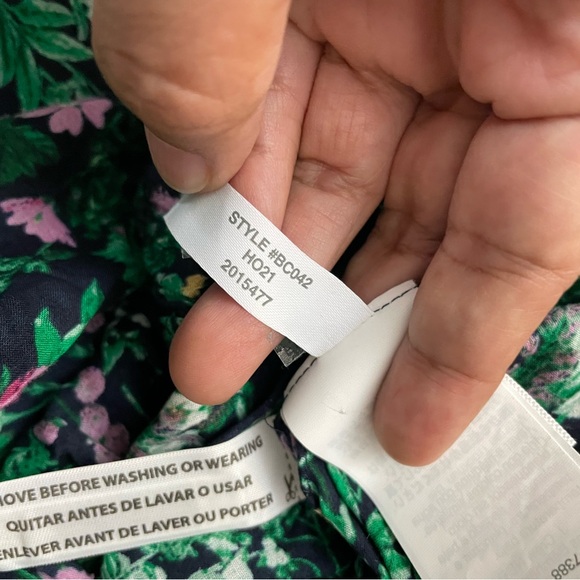 STYLE #BC042
HO21
2015477
MOVE BEFORE WASHING OR WEARING
QUITAR ANTES DE LAVAR O USAR
ENLEVER AVANT DE LAVER OU PORTER
7388